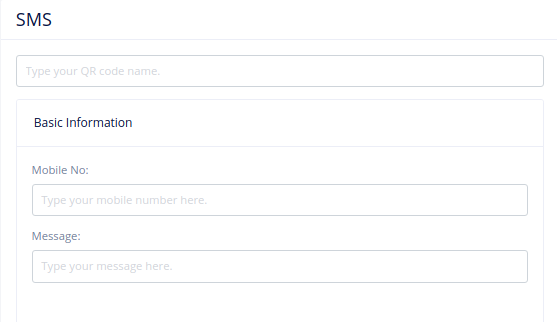 SMS
Type your QR code name.
Basic Information
Mobile No:
Type your mobile number here.
Message:
Type your message here.